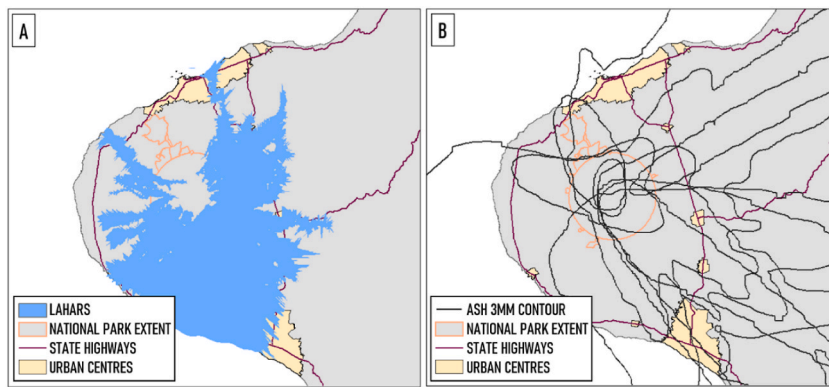 A
LAHARS
NATIONAL PARK EXTENT
STATE HIGHWAYS
URBAN CENTRES
B
ASH 3MM CONTOUR
NATIONAL PARK EXTENT
STATE HIGHWAYS
URBAN CENTRES